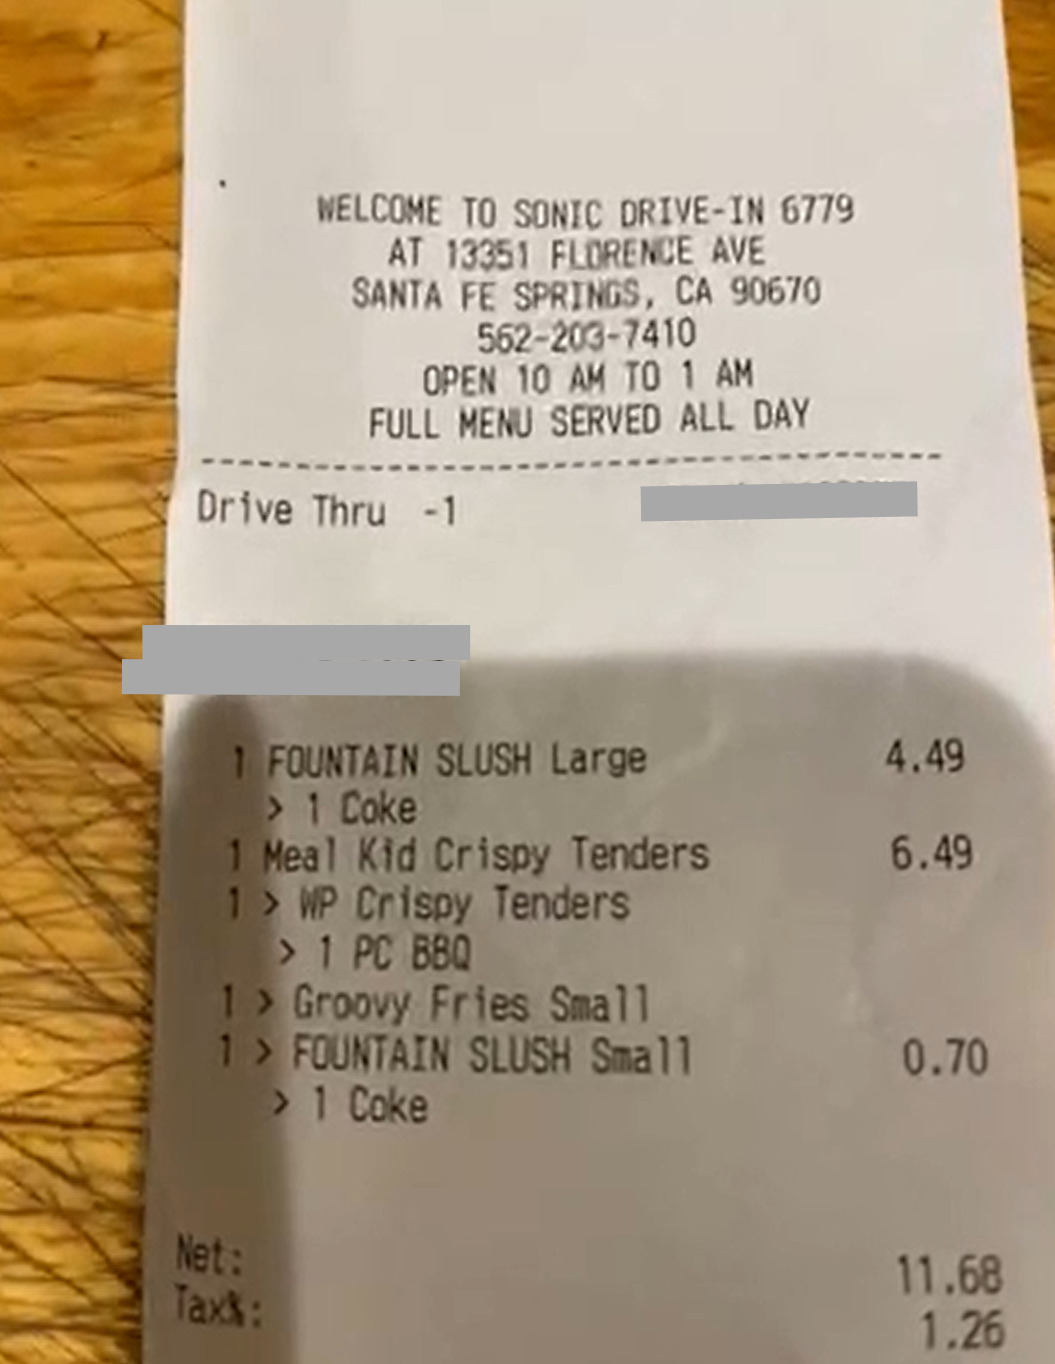 WELCOME TO SONIC DRIVE-IN 6779
AT 13351 FLORENCE AVE
SANTA FE SPRINGS, CA 90670
562-203-7410
OPEN 10 AM TO 1 AM
FULL MENU SERVED ALL DAY
--------------------------------
Drive Thru -1
1 FOUNTAIN SLUSH Large 4.49
> 1 Coke
1 Meal Kid Crispy Tenders 6.49
1 > WP Crispy Tenders
> 1 PC BBQ
1 > Groovy Fries Small
1 > FOUNTAIN SLUSH Small 0.70
> 1 Coke
Net: 11.68
Tax%: 1.26